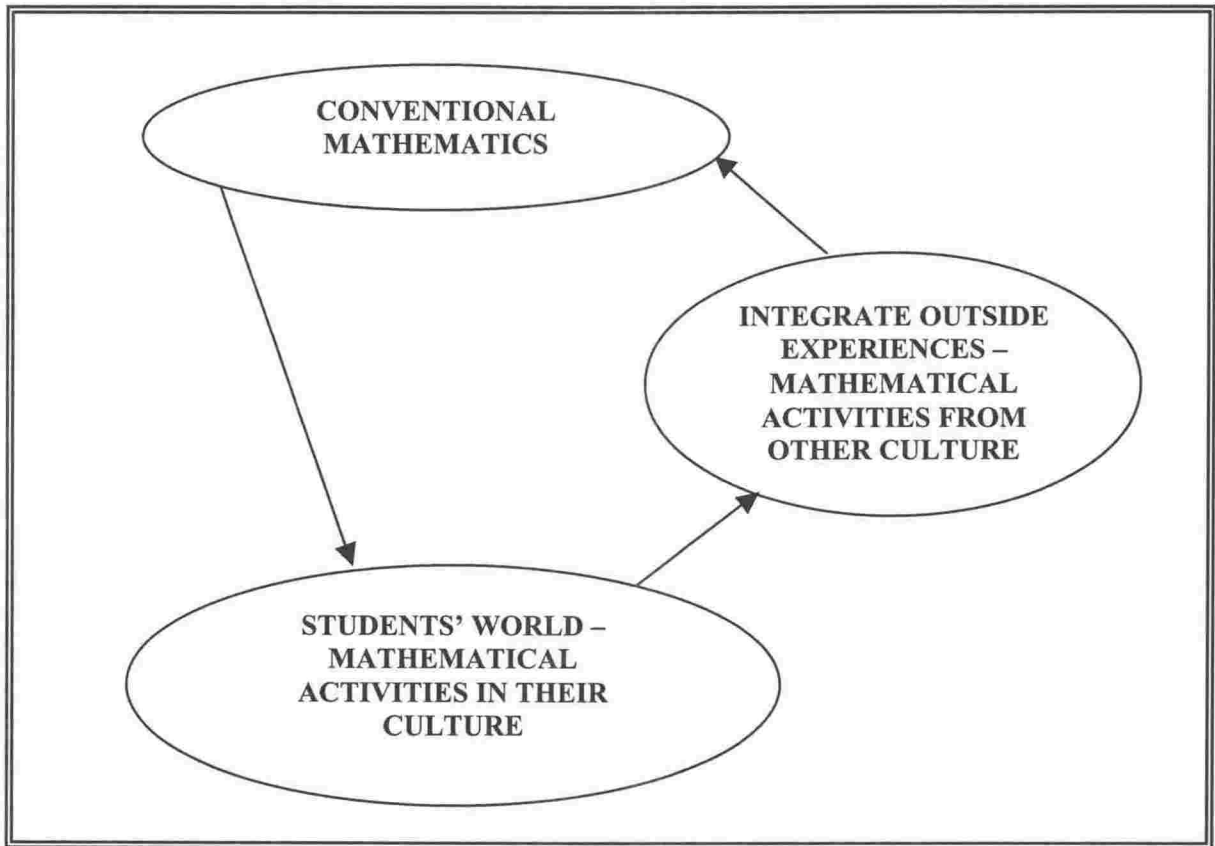 CONVENTIONAL
MATHEMATICS
INTEGRATE OUTSIDE
EXPERIENCES –
MATHEMATICAL
ACTIVITIES FROM
OTHER CULTURE
STUDENTS’ WORLD –
MATHEMATICAL
ACTIVITIES IN THEIR
CULTURE